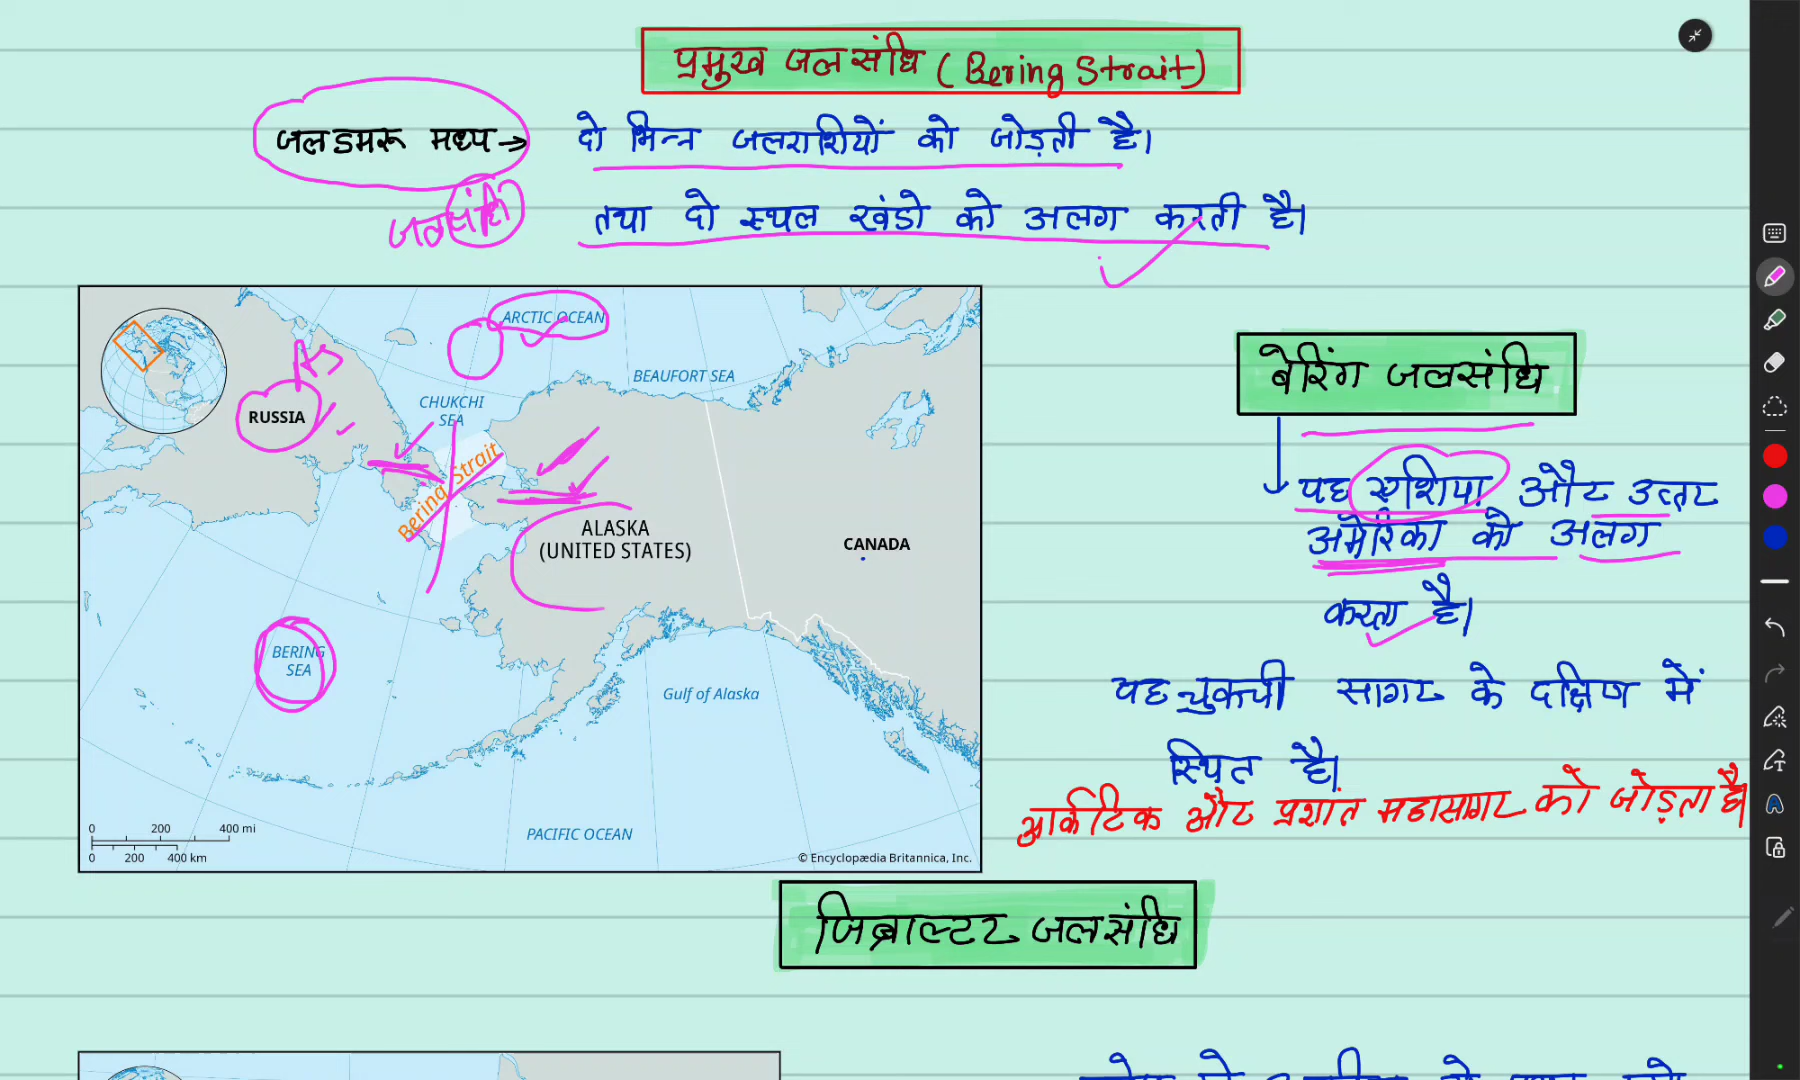 प्रमुख जलसंधि ( Bering Strait)
जलडमरू मध्य → दो भिन्न जलराशियों को जोड़ती है।
जलसंधि तथा दो स्थल खंडो को अलग करती है।
ARCTIC OCEAN
BEAUFORT SEA
CHUKCHI
SEA
RUSSIA
Bering Strait
ALASKA
(UNITED STATES)
CANADA
BERING
SEA
Gulf of Alaska
PACIFIC OCEAN
0 200 400 mi
0 200 400 km
© Encyclopædia Britannica, Inc.
बेरिंग जलसंधि
यह एशिया और उत्तर
अमेरिका को अलग
करता है।
यह चुकची सागर के दक्षिण में
स्थित है।
आर्कटिक और प्रशांत महासागर को जोड़ता है।
जिब्राल्टर जलसंधि